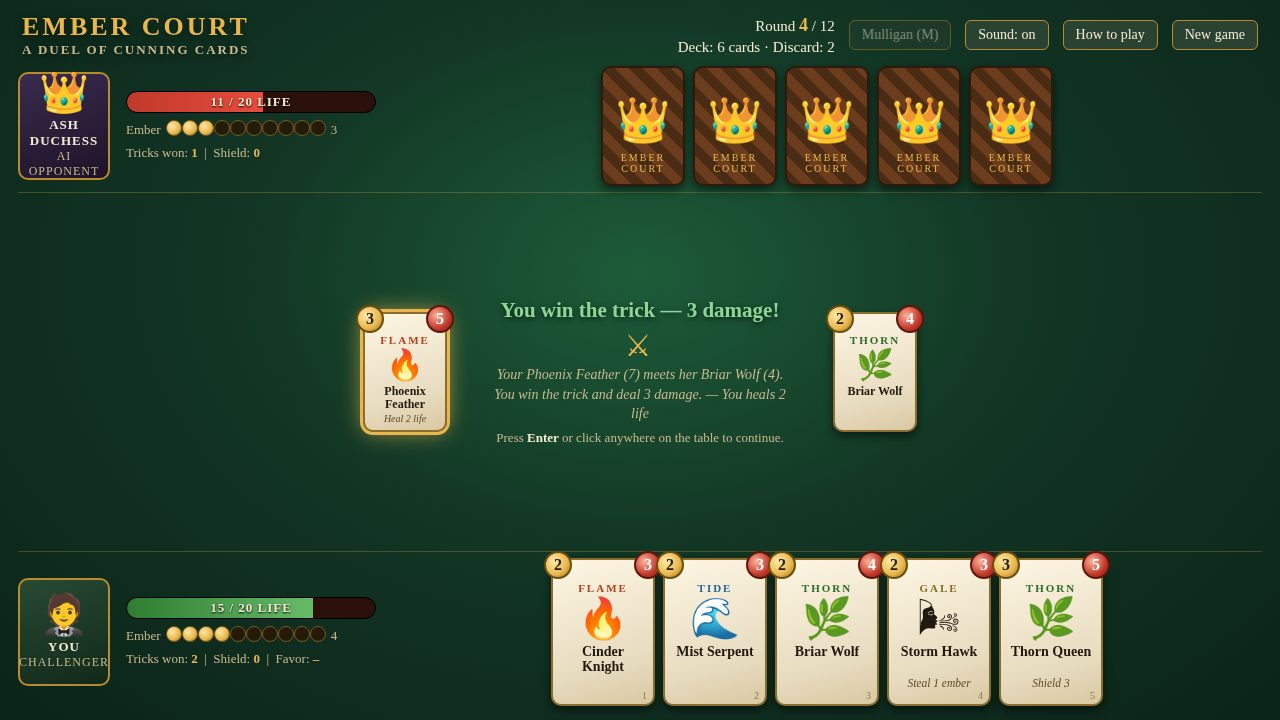 EMBER COURT
A DUEL OF CUNNING CARDS
Round 4 / 12
Deck: 6 cards · Discard: 2
Mulligan (M)
Sound: on
How to play
New game
ASH
DUCHESS
AI
OPPONENT
11 / 20 LIFE
Ember 3
Tricks won: 1 | Shield: 0
EMBER
COURT
EMBER
COURT
EMBER
COURT
EMBER
COURT
EMBER
COURT
3
5
FLAME
Phoenix
Feather
Heal 2 life
You win the trick — 3 damage!
Your Phoenix Feather (7) meets her Briar Wolf (4).
You win the trick and deal 3 damage. — You heals 2
life
Press Enter or click anywhere on the table to continue.
2
4
THORN
Briar Wolf
YOU
CHALLENGER
15 / 20 LIFE
Ember 4
Tricks won: 2 | Shield: 0 | Favor: –
2
3
FLAME
Cinder
Knight
1
2
3
TIDE
Mist Serpent
2
2
4
THORN
Briar Wolf
3
2
3
GALE
Storm Hawk
Steal 1 ember
4
3
5
THORN
Thorn Queen
Shield 3
5